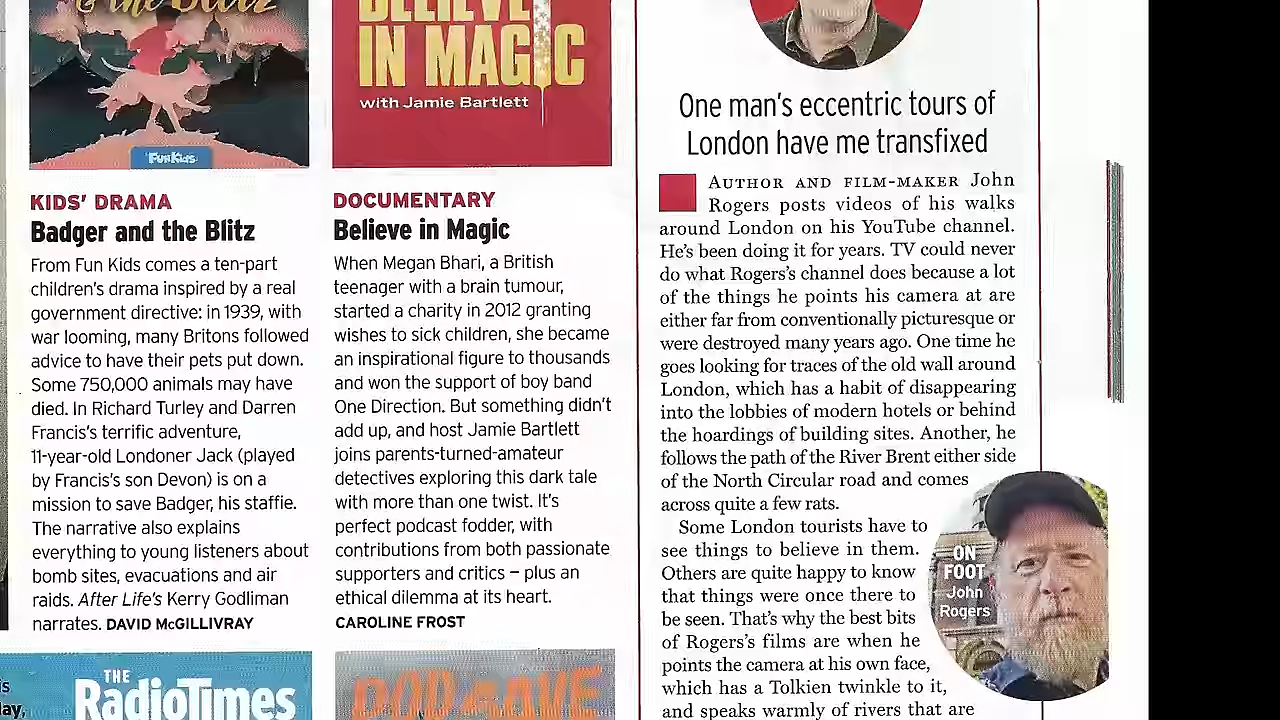 & the Blitz
FunKids
KIDS' DRAMA
Badger and the Blitz
From Fun Kids comes a ten-part
children's drama inspired by a real
government directive: in 1939, with
war looming, many Britons followed
advice to have their pets put down.
Some 750,000 animals may have
died. In Richard Turley and Darren
Francis's terrific adventure,
11-year-old Londoner Jack (played
by Francis's son Devon) is on a
mission to save Badger, his staffie.
The narrative also explains
everything to young listeners about
bomb sites, evacuations and air
raids. After Life's Kerry Godliman
narrates. DAVID McGILLIVRAY
THE
RadioTimes
BELIEVE
IN MAGIC
with Jamie Bartlett
DOCUMENTARY
Believe in Magic
When Megan Bhari, a British
teenager with a brain tumour,
started a charity in 2012 granting
wishes to sick children, she became
an inspirational figure to thousands
and won the support of boy band
One Direction. But something didn't
add up, and host Jamie Bartlett
joins parents-turned-amateur
detectives exploring this dark tale
with more than one twist. It's
perfect podcast fodder, with
contributions from both passionate
supporters and critics – plus an
ethical dilemma at its heart.
CAROLINE FROST
One man's eccentric tours of
London have me transfixed
AUTHOR AND FILM-MAKER John
Rogers posts videos of his walks
around London on his YouTube channel.
He's been doing it for years. TV could never
do what Rogers's channel does because a lot
of the things he points his camera at are
either far from conventionally picturesque or
were destroyed many years ago. One time he
goes looking for traces of the old wall around
London, which has a habit of disappearing
into the lobbies of modern hotels or behind
the hoardings of building sites. Another, he
follows the path of the River Brent either side
of the North Circular road and comes
across quite a few rats.
Some London tourists have to
see things to believe in them.
Others are quite happy to know
that things were once there to
be seen. That's why the best bits
of Rogers's films are when he
points the camera at his own face,
which has a Tolkien twinkle to it,
and speaks warmly of rivers that are
ON
FOOT
John
Rogers